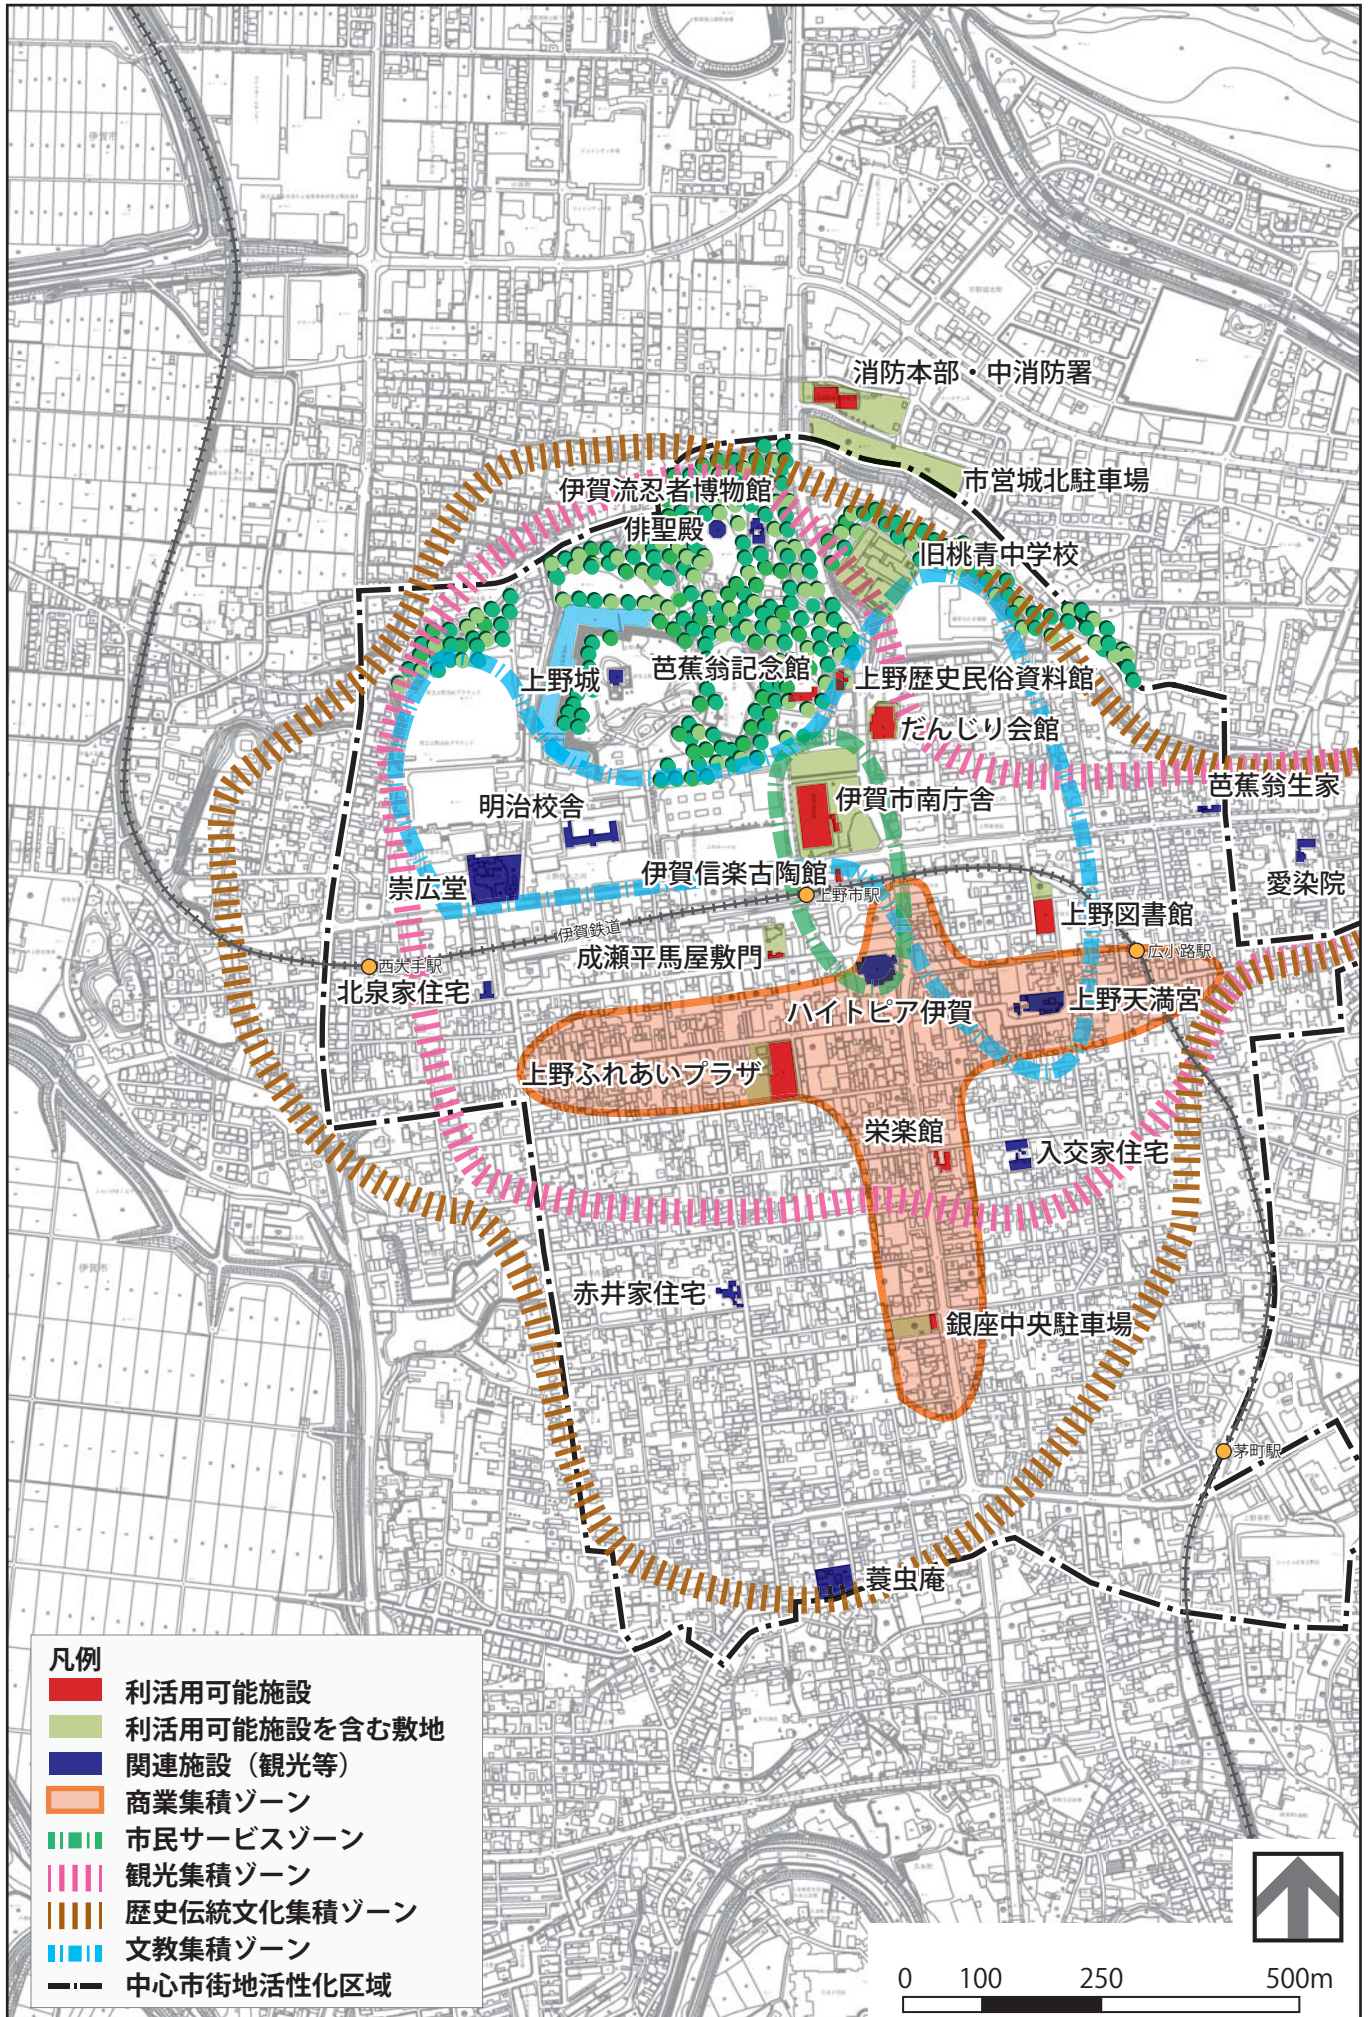 消防本部・中消防署
市営城北駐車場
伊賀流忍者博物館
俳聖殿
旧桃青中学校
上野城
芭蕉翁記念館
上野歴史民俗資料館
だんじり会館
芭蕉翁生家
明治校舎
伊賀市南庁舎
崇広堂
伊賀信楽古陶館
上野市駅
愛染院
上野図書館
伊賀鉄道
成瀬平馬屋敷門
広小路駅
西大手駅
北泉家住宅
ハイトピア伊賀
上野天満宮
上野ふれあいプラザ
栄楽館
入交家住宅
赤井家住宅
銀座中央駐車場
茅町駅
蓑虫庵
伊賀市
伊賀市
凡例
利活用可能施設
利活用可能施設を含む敷地
関連施設（観光等）
商業集積ゾーン
市民サービスゾーン
観光集積ゾーン
歴史伝統文化集積ゾーン
文教集積ゾーン
中心市街地活性化区域
0 100 250 500m